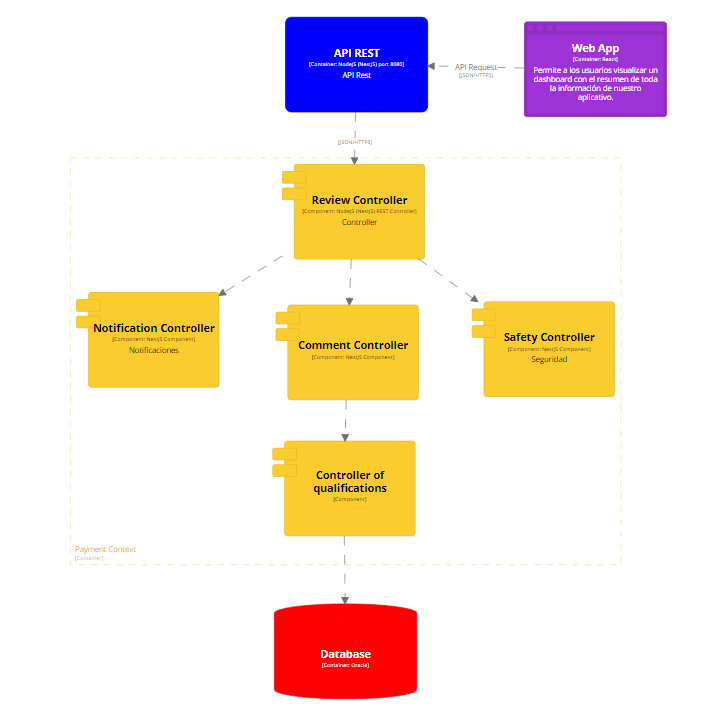 API REST
[Container: NodeJS (NestJS) port 8080]
API Rest
Web App
[Container: React]
Permite a los usuarios visualizar un
dashboard con el resumen de toda
la información de nuestro
aplicativo.
API Request
[JSON/HTTPS]
[JSON/HTTPS]
Review Controller
[Component: NodeJS (NestJS) REST Controller]
Controller
Notification Controller
[Component: NestJS Component]
Notificaciones
Comment Controller
[Component: NestJS Component]
Safety Controller
[Component: NestJS Component]
Seguridad
Controller of
qualifications
[Component]
Payment Context
[Container]
Database
[Container: Oracle]